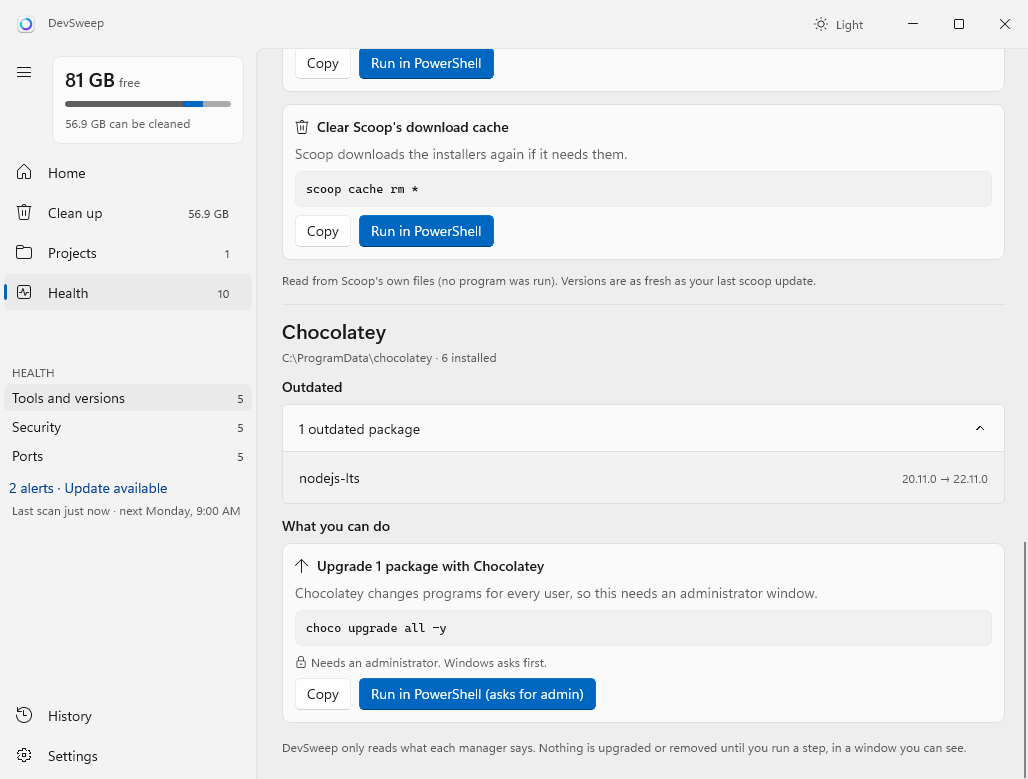 DevSweep
Light
81 GB free
56.9 GB can be cleaned
Home
Clean up 56.9 GB
Projects 1
Health 10
HEALTH
Tools and versions 5
Security 5
Ports 5
2 alerts · Update available
Last scan just now · next Monday, 9:00 AM
History
Settings
Copy Run in PowerShell
Clear Scoop's download cache
Scoop downloads the installers again if it needs them.
scoop cache rm *
Copy Run in PowerShell
Read from Scoop's own files (no program was run). Versions are as fresh as your last scoop update.
Chocolatey
C:\ProgramData\chocolatey · 6 installed
Outdated
1 outdated package
nodejs-lts 20.11.0 → 22.11.0
What you can do
Upgrade 1 package with Chocolatey
Chocolatey changes programs for every user, so this needs an administrator window.
choco upgrade all -y
Needs an administrator. Windows asks first.
Copy Run in PowerShell (asks for admin)
DevSweep only reads what each manager says. Nothing is upgraded or removed until you run a step, in a window you can see.